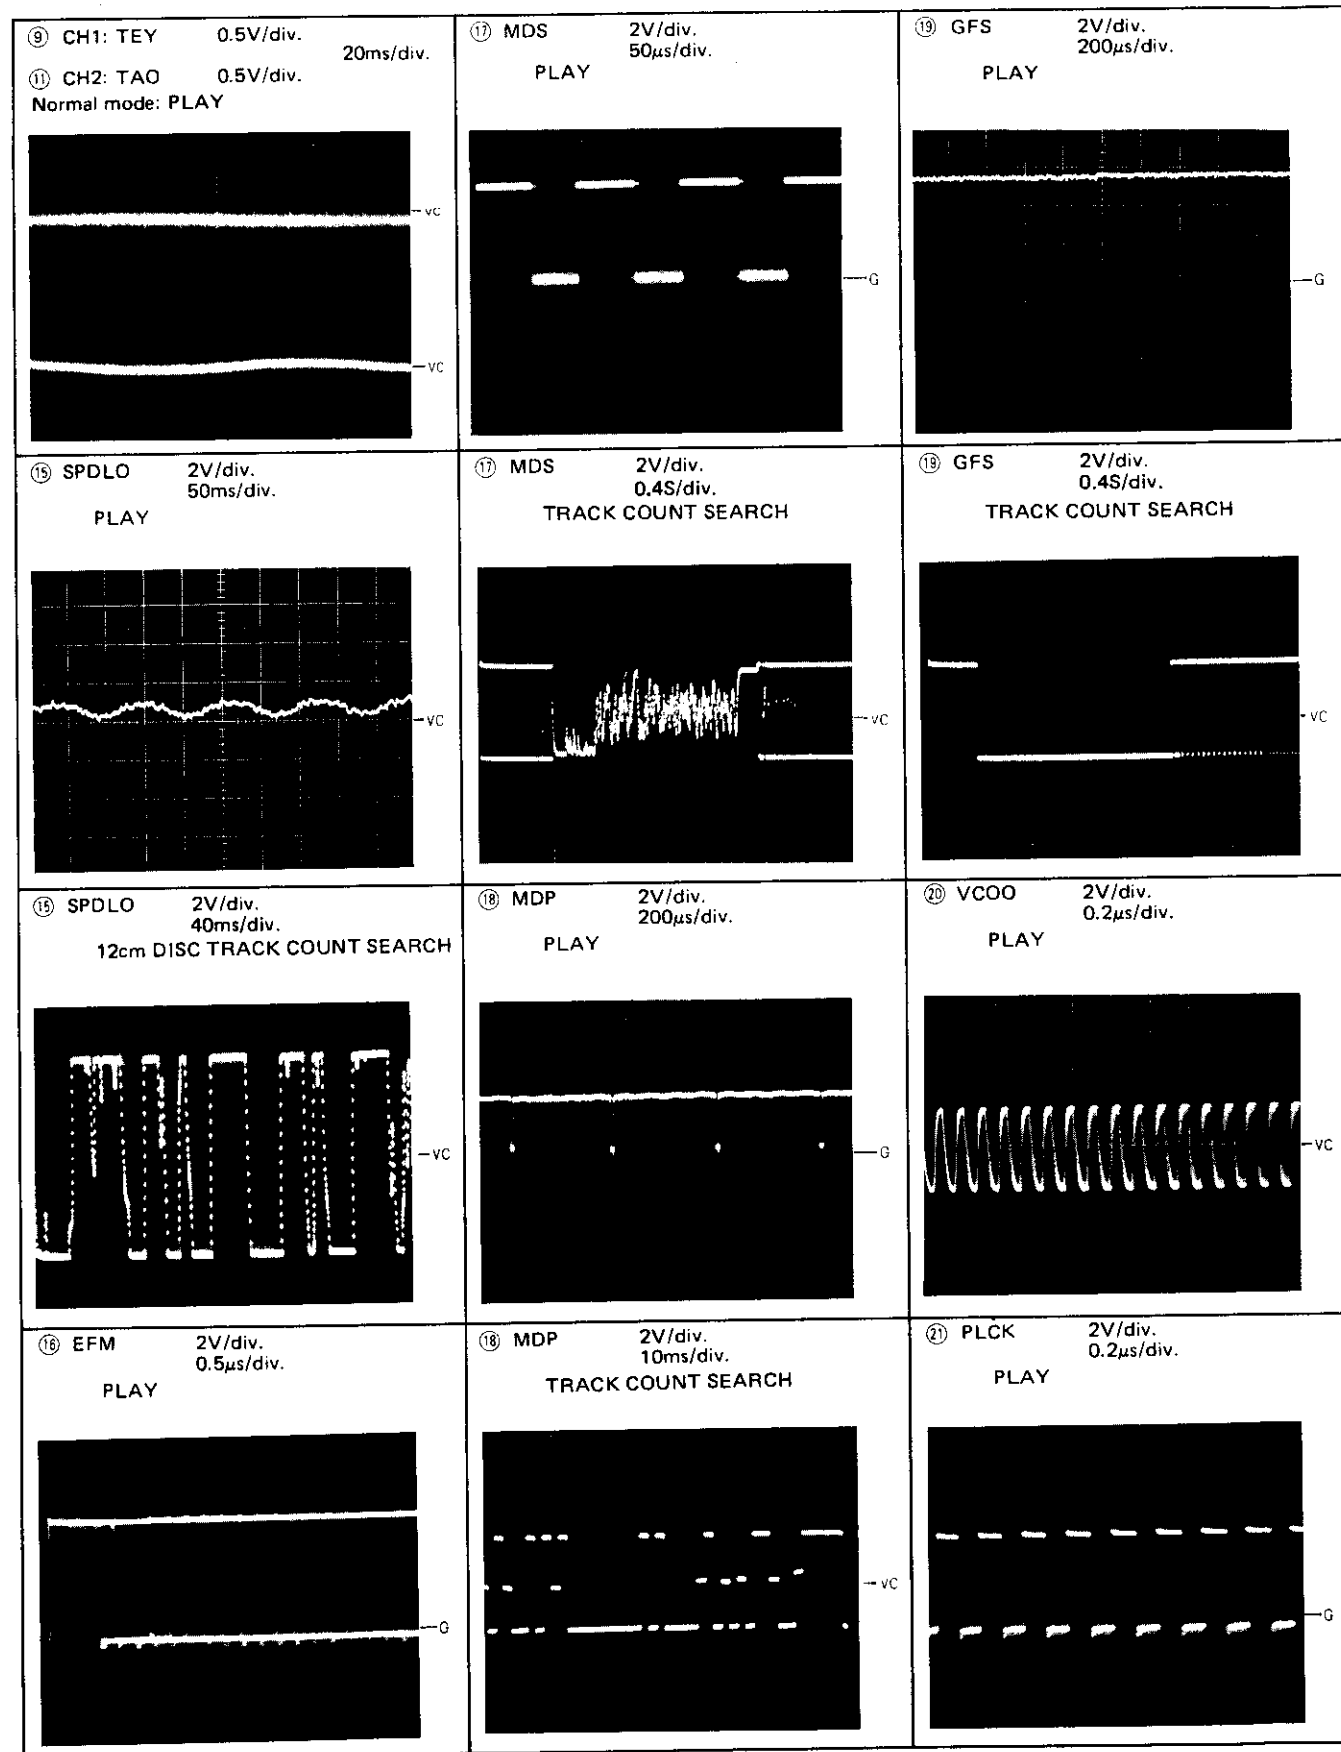 ⑨ CH1: TEY 0.5V/div.
20ms/div.
⑪ CH2: TAO 0.5V/div.
Normal mode: PLAY
VC
VC
⑰ MDS 2V/div.
50μs/div.
PLAY
G
⑲ GFS 2V/div.
200μs/div.
PLAY
G
⑮ SPDLO 2V/div.
50ms/div.
PLAY
VC
⑰ MDS 2V/div.
0.4S/div.
TRACK COUNT SEARCH
VC
⑲ GFS 2V/div.
0.4S/div.
TRACK COUNT SEARCH
VC
⑮ SPDLO 2V/div.
40ms/div.
12cm DISC TRACK COUNT SEARCH
VC
⑱ MDP 2V/div.
200μs/div.
PLAY
G
⑳ VCOO 2V/div.
0.2μs/div.
PLAY
VC
⑯ EFM 2V/div.
0.5μs/div.
PLAY
G
⑱ MDP 2V/div.
10ms/div.
TRACK COUNT SEARCH
VC
㉑ PLCK 2V/div.
0.2μs/div.
PLAY
G